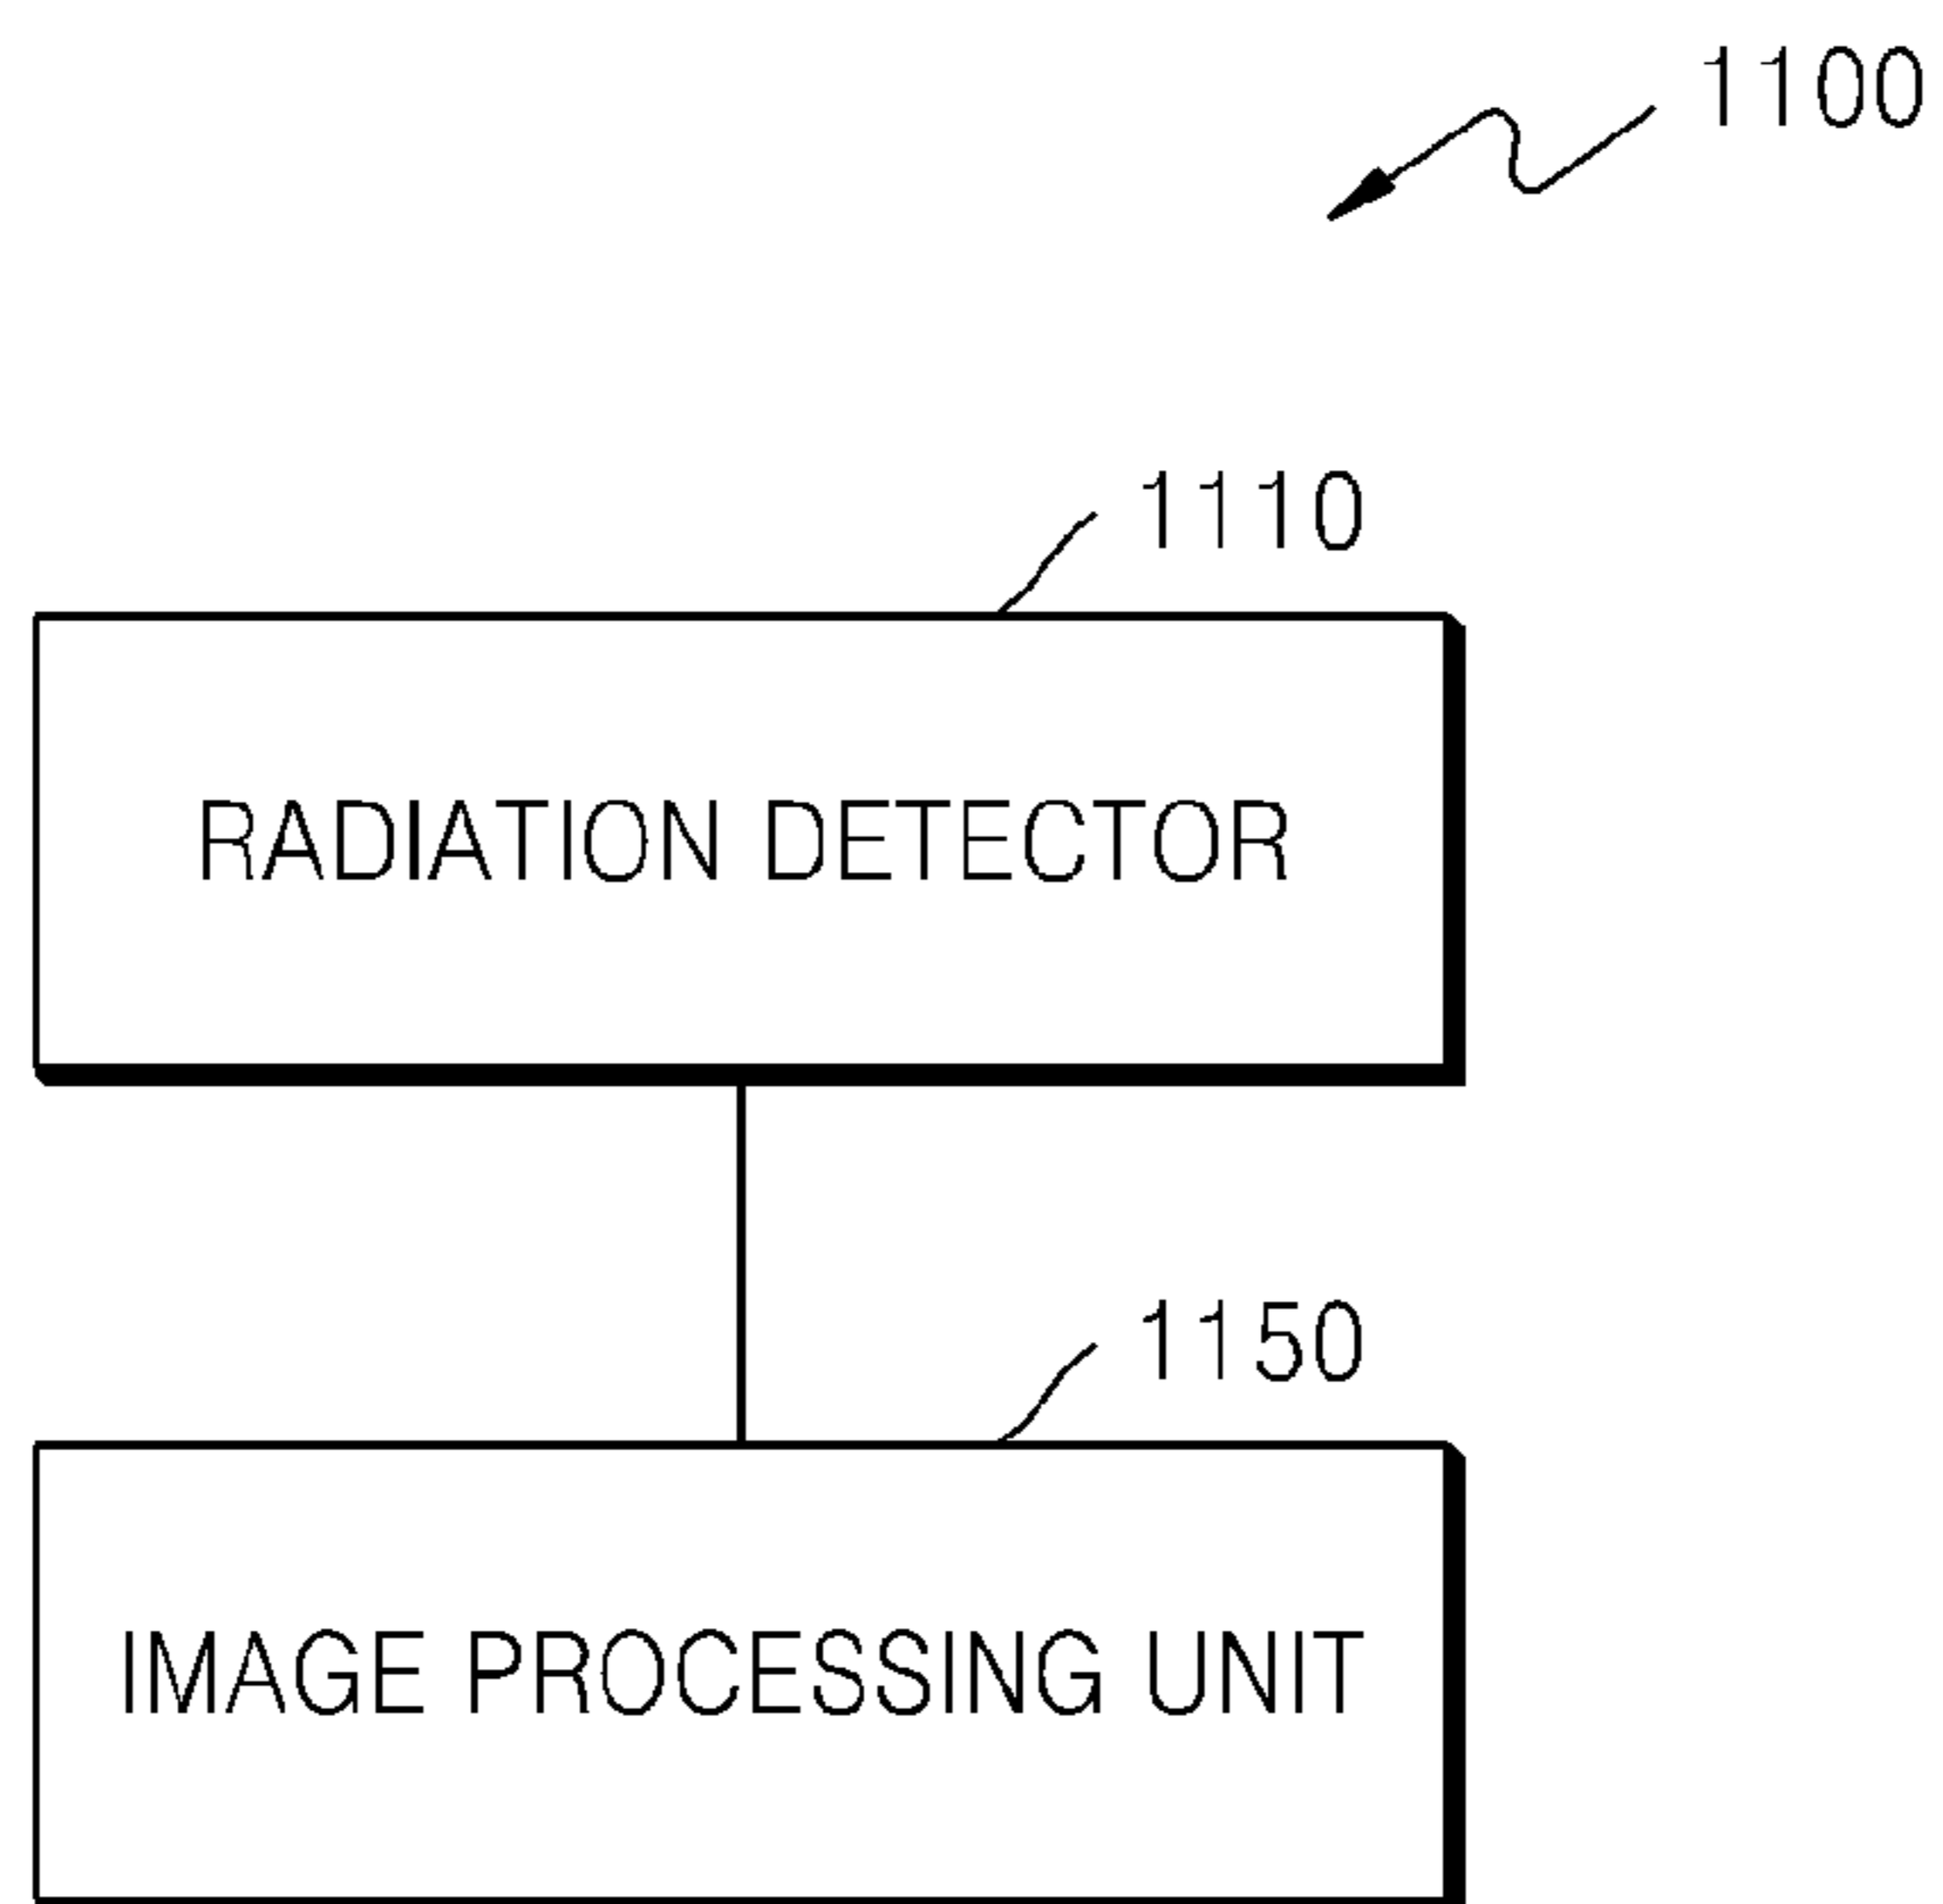 1100
1110
RADIATION DETECTOR
1150
IMAGE PROCESSING UNIT